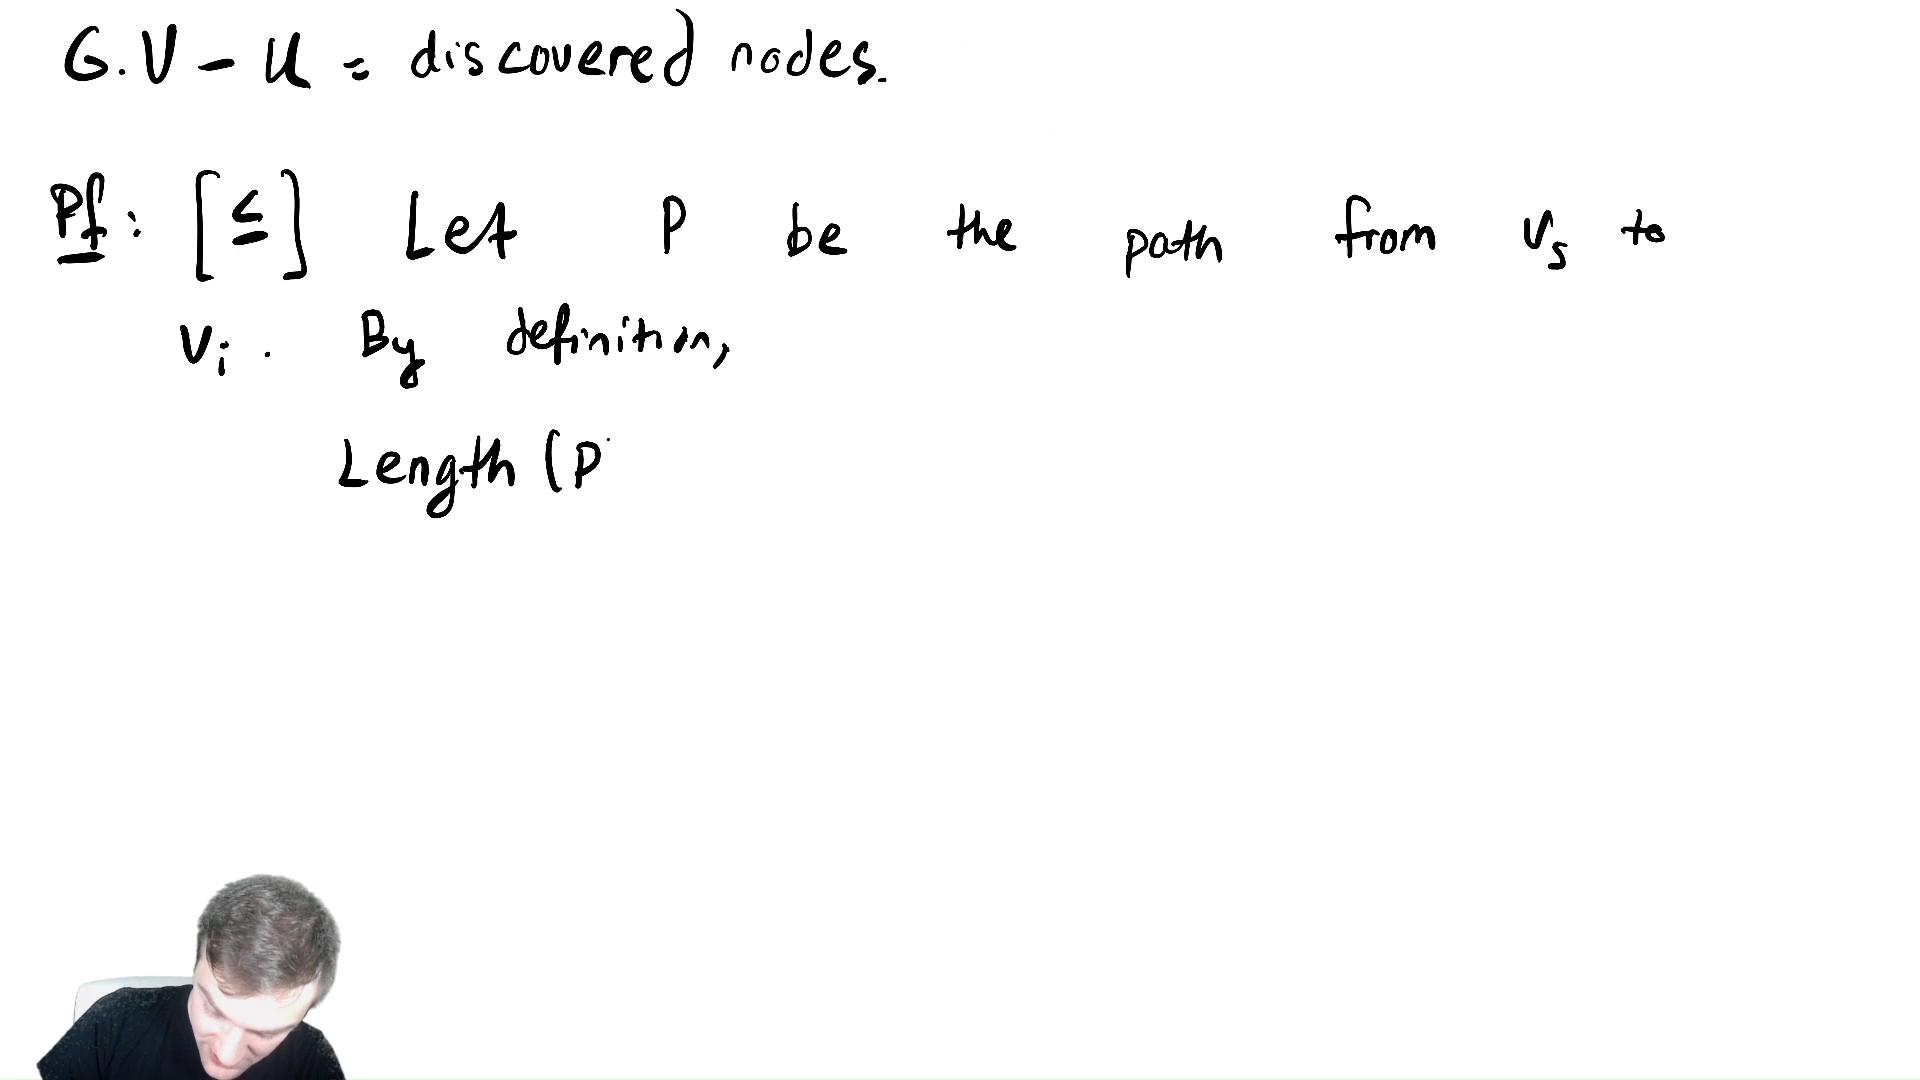 G.V - U = discovered nodes.
Pf: [≤] Let P be the path from v_s to
v_i. By definition,
Length (P